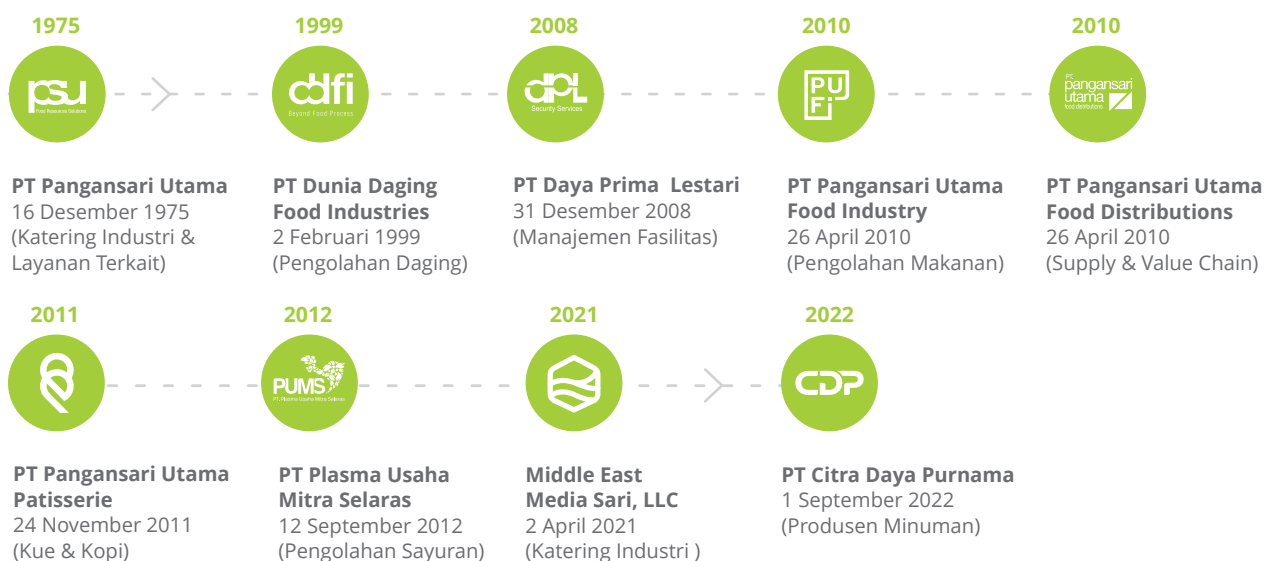 1975
psu
Food Resources Solutions
PT Pangansari Utama
16 Desember 1975
(Katering Industri &
Layanan Terkait)
1999
ddfi
Beyond Food Process
PT Dunia Daging
Food Industries
2 Februari 1999
(Pengolahan Daging)
2008
dpL
Security Services
PT Daya Prima Lestari
31 Desember 2008
(Manajemen Fasilitas)
2010
PU
Fi
PT Pangansari Utama
Food Industry
26 April 2010
(Pengolahan Makanan)
2010
PT.
pangansari
utama
food distributions
PT Pangansari Utama
Food Distributions
26 April 2010
(Supply & Value Chain)
2011
PT Pangansari Utama
Patisserie
24 November 2011
(Kue & Kopi)
2012
PUMS
PT. Plasma Usaha Mitra Selaras
PT Plasma Usaha
Mitra Selaras
12 September 2012
(Pengolahan Sayuran)
2021
Middle East
Media Sari, LLC
2 April 2021
(Katering Industri )
2022
CDP
PT Citra Daya Purnama
1 September 2022
(Produsen Minuman)